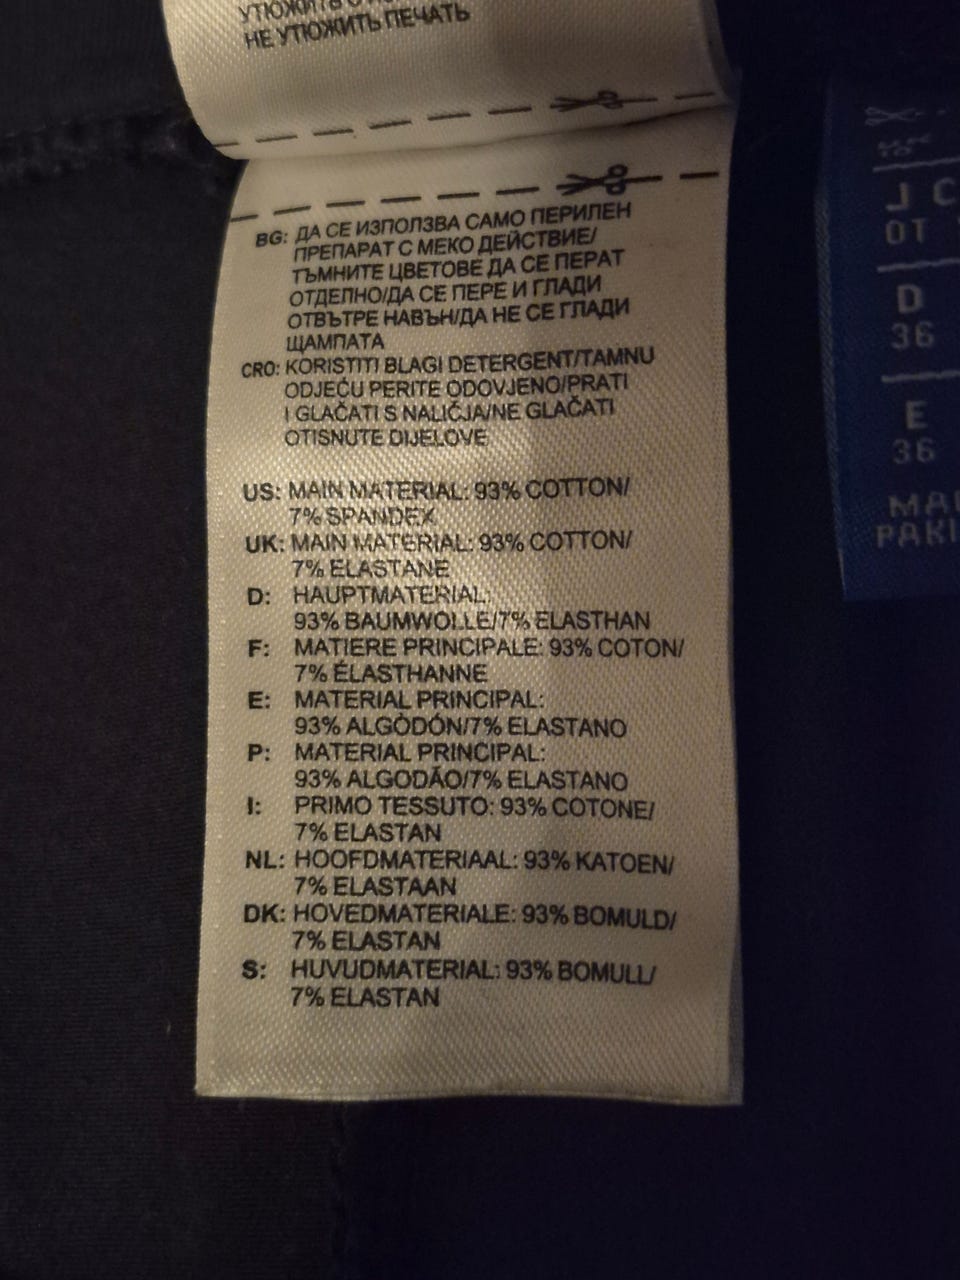 УТЮЖИТЬ
НЕ УТЮЖИТЬ ПЕЧАТЬ
BG: ДА СЕ ИЗПОЛЗВА САМО ПЕРИЛЕН
ПРЕПАРАТ С МЕКО ДЕЙСТВИЕ/
ТЪМНИТЕ ЦВЕТОВЕ ДА СЕ ПЕРАТ
ОТДЕЛНО/ДА СЕ ПЕРЕ И ГЛАДИ
ОТВЪТРЕ НАВЪН/ДА НЕ СЕ ГЛАДИ
ЩАМПАТА
CRO: KORISTITI BLAGI DETERGENT/TAMNU
ODJEĆU PERITE ODOVJENO/PRATI
I GLAČATI S NALIČJA/NE GLAČATI
OTISNUTE DIJELOVE
US: MAIN MATERIAL: 93% COTTON/
7% SPANDEX
UK: MAIN MATERIAL: 93% COTTON/
7% ELASTANE
D: HAUPTMATERIAL:
93% BAUMWOLLE/7% ELASTHAN
F: MATIERE PRINCIPALE: 93% COTON/
7% ÉLASTHANNE
E: MATERIAL PRINCIPAL:
93% ALGÒDÓN/7% ELASTANO
P: MATERIAL PRINCIPAL:
93% ALGODÃO/7% ELASTANO
I: PRIMO TESSUTO: 93% COTONE/
7% ELASTAN
NL: HOOFDMATERIAAL: 93% KATOEN/
7% ELASTAAN
DK: HOVEDMATERIALE: 93% BOMULD/
7% ELASTAN
S: HUVUDMATERIAL: 93% BOMULL/
7% ELASTAN
J
OT
D
36
E
36